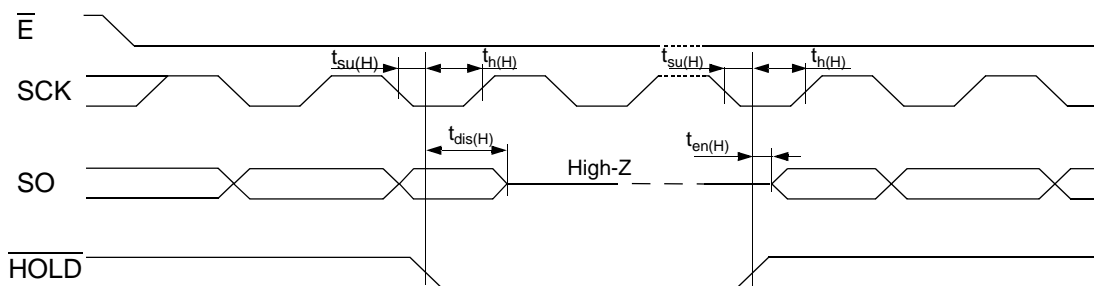 E
t_su(H) t_h(H) t_su(H) t_h(H)
SCK
t_dis(H) t_en(H)
SO High-Z
HOLD